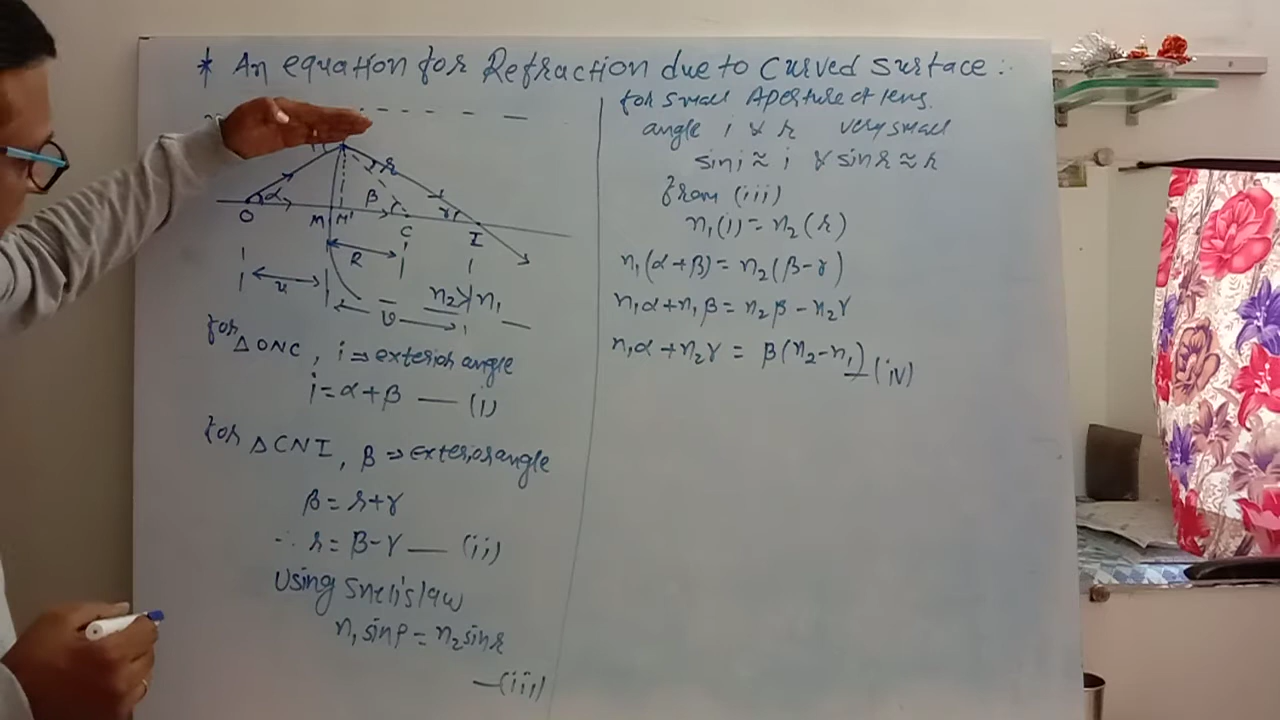 * An equation for Refraction due to Curved Surface :-
r
α
β
γ
O
M
M'
C
I
R
u
n₂>n₁
v
for
△ONC, i ⇒ exterior angle
i = α + β — (i)
for △CNI, β ⇒ exterior angle
β = r + γ
∴ r = β - γ — (ii)
Using Snell's law
n₁ sin i = n₂ sin r
— (iii)
for small Aperture of lens.
angle i & r very small
sin i ≈ i & sin r ≈ r
from (iii)
n₁(i) = n₂(r)
n₁(α+β) = n₂(β-γ)
n₁α + n₁β = n₂β - n₂γ
n₁α + n₂γ = β(n₂-n₁) — (iv)